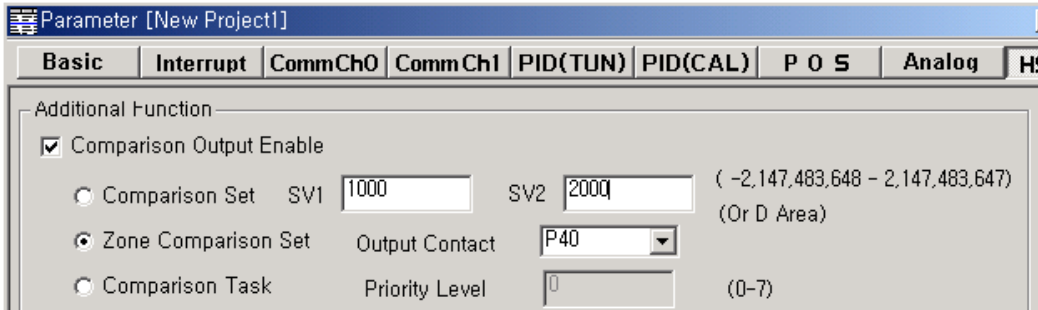 Parameter [New Project1]
Basic Interrupt CommCh0 CommCh1 PID(TUN) PID(CAL) P O S Analog
Additional Function
Comparison Output Enable
Comparison Set SV1 1000 SV2 2000 ( -2,147,483,648 - 2,147,483,647)
(Or D Area)
Zone Comparison Set Output Contact P40
Comparison Task Priority Level 0 (0-7)